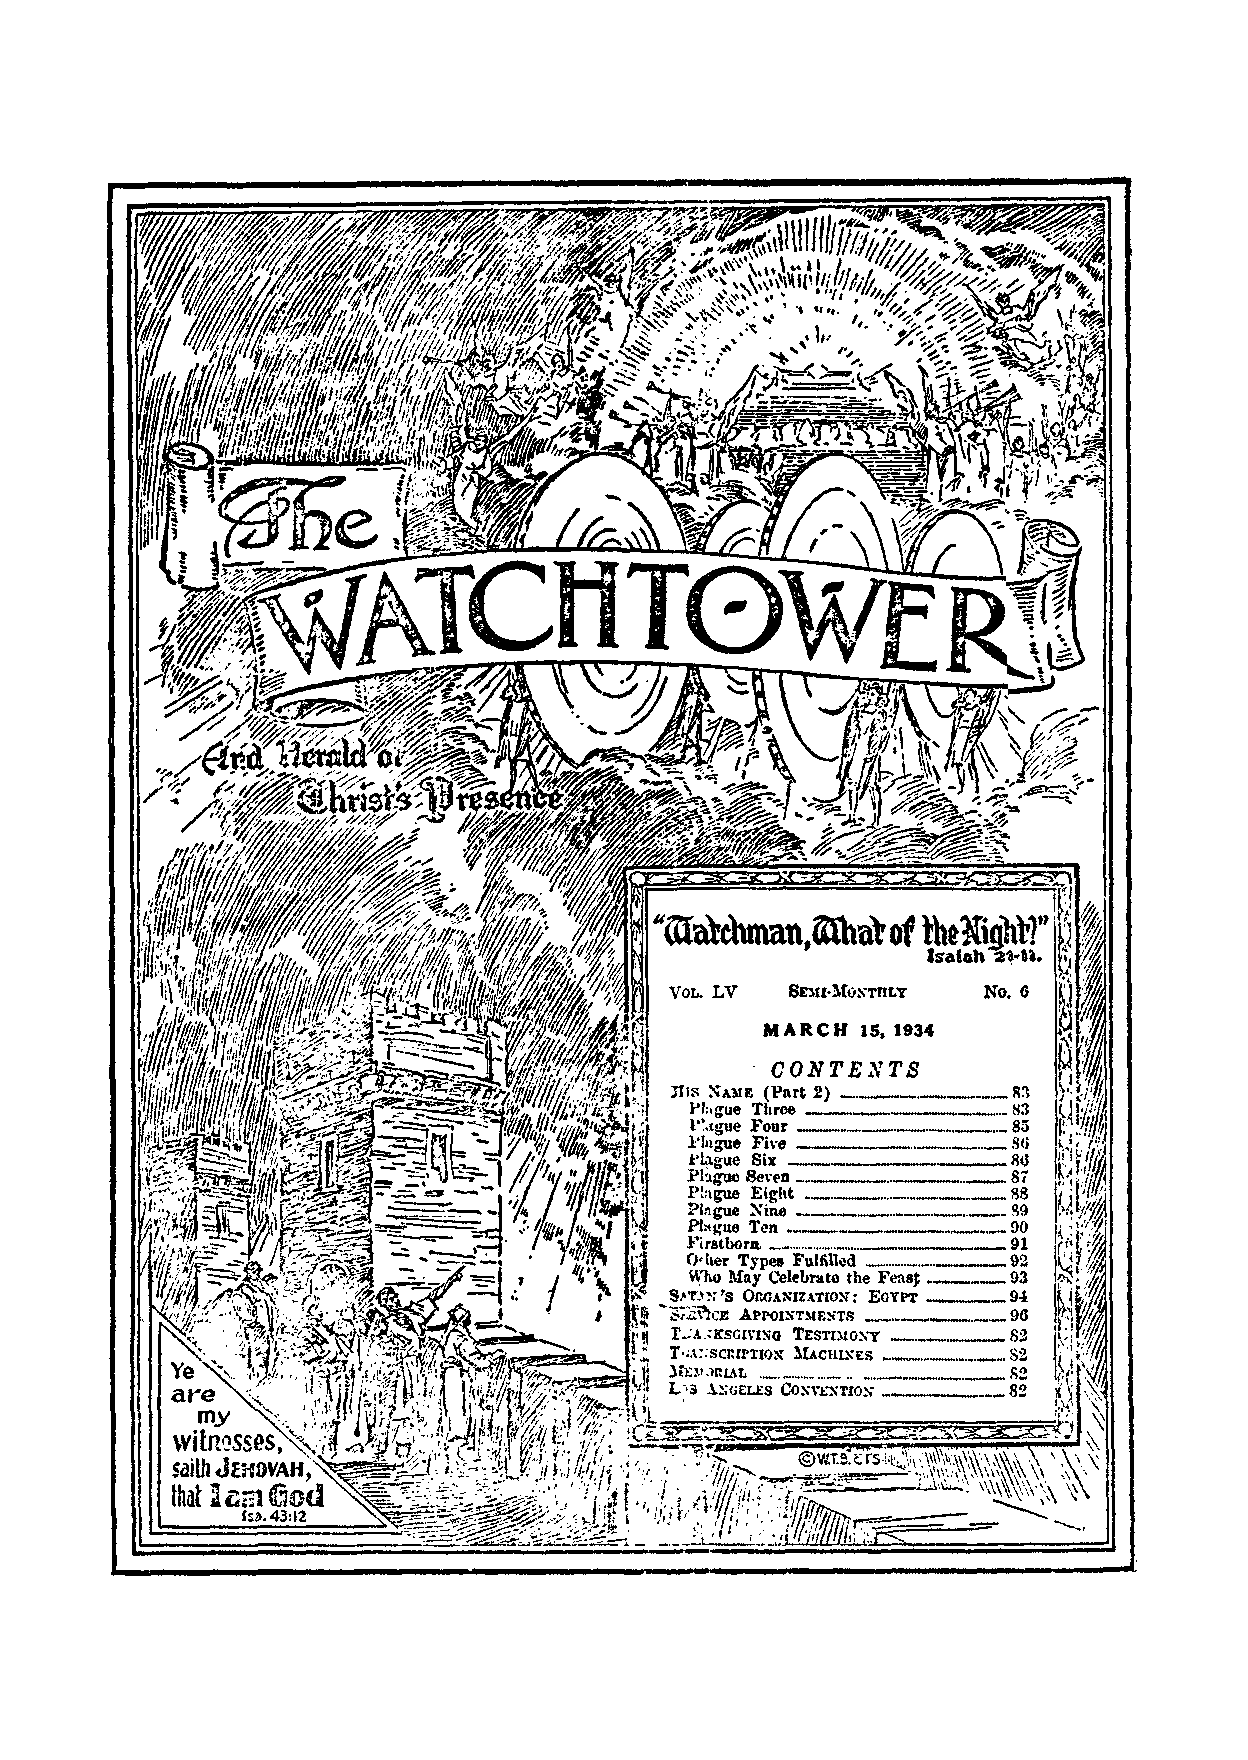 The
WATCHTOWER
And Herald of
Christ's Presence
"Watchman, What of the Night?"
Isaiah 21:11.
VOL. LV SEMI-MONTHLY No. 6
MARCH 15, 1934
CONTENTS
HIS NAME (Part 2) 83
Plague Three 83
Plague Four 85
Plague Five 86
Plague Six 86
Plague Seven 87
Plague Eight 88
Plague Nine 89
Plague Ten 90
Firstborn 91
Other Types Fulfilled 92
Who May Celebrate the Feast 93
SATAN'S ORGANIZATION: EGYPT 94
SERVICE APPOINTMENTS 96
THANKSGIVING TESTIMONY 82
TRANSCRIPTION MACHINES 82
MEMORIAL 82
LOS ANGELES CONVENTION 82
Ye
are
my
witnesses,
saith JEHOVAH,
that I am God
Isa. 43:12
©W.T.B.&T.S.